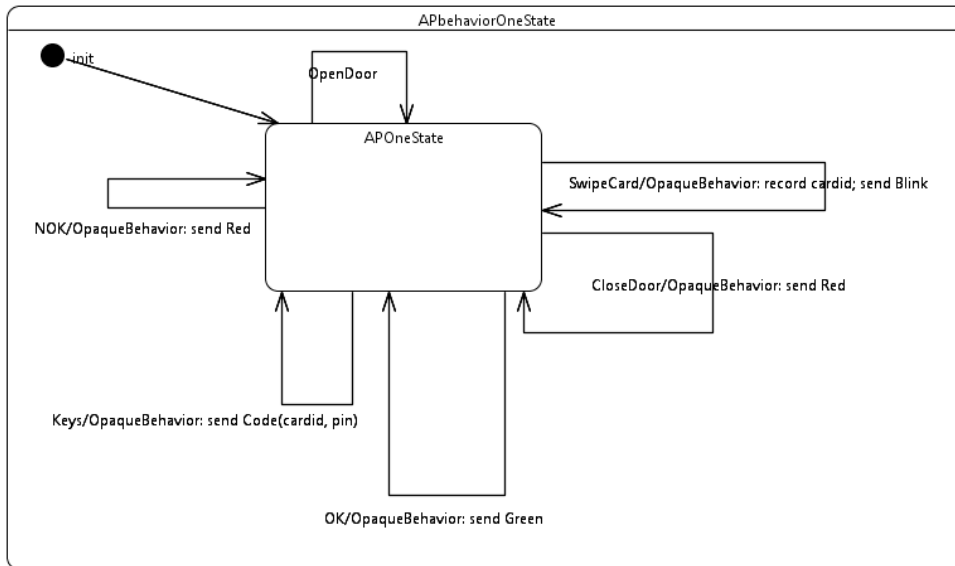 APbehaviorOneState
init
OpenDoor
APOneState
SwipeCard/OpaqueBehavior: record cardid; send Blink
NOK/OpaqueBehavior: send Red
CloseDoor/OpaqueBehavior: send Red
Keys/OpaqueBehavior: send Code(cardid, pin)
OK/OpaqueBehavior: send Green